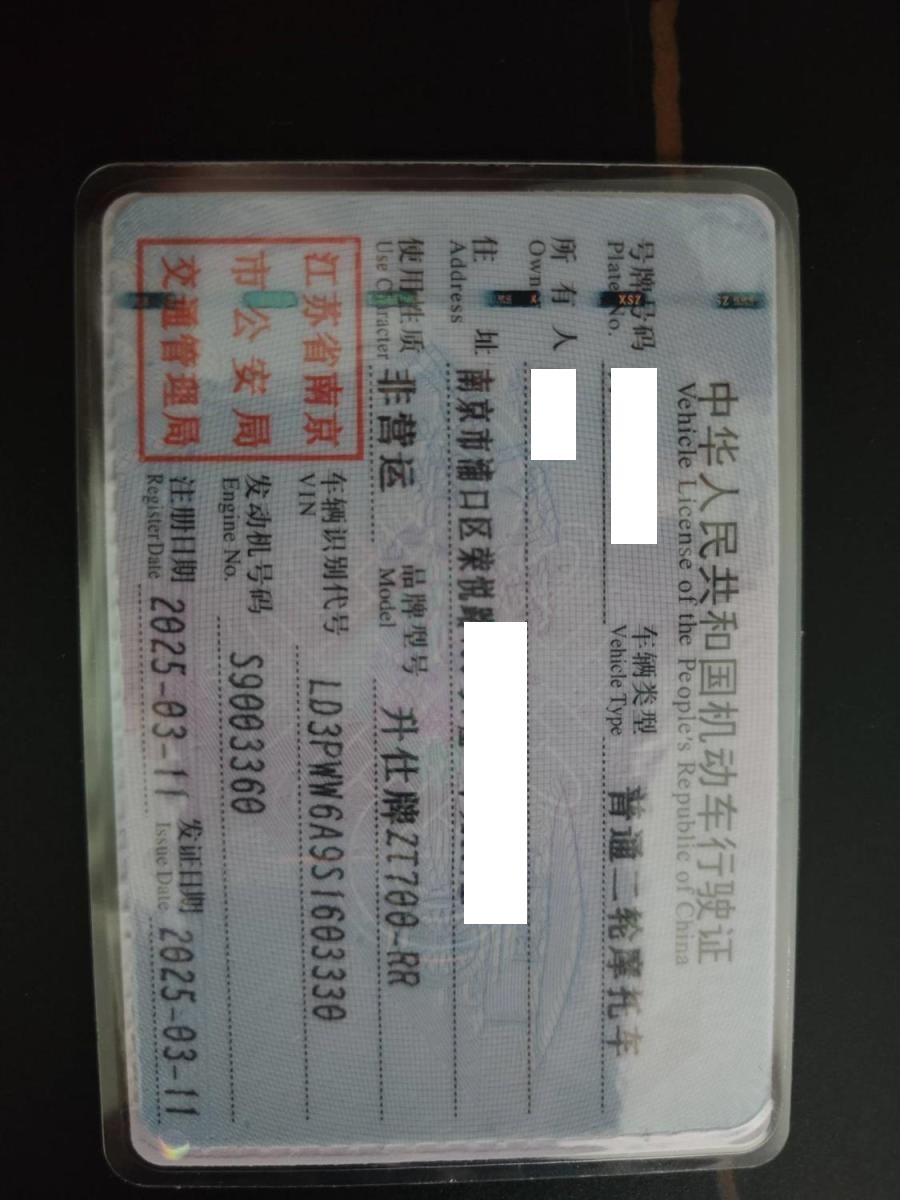 中华人民共和国机动车行驶证
Vehicle License of the People's Republic of China
号牌号码 车辆类型 普通二轮摩托车
Plate No. Vehicle Type
所有人
Own
住址 南京市浦口区荣悦路
Address
使用性质 非营运 品牌型号 升仕牌ZT700-RR
Use Character Model
江苏省南京
市公安局
交通管理局
车辆识别代号 LD3PWW6A9S1603330
VIN
发动机号码 S9003360
Engine No.
注册日期 2025-03-11 发证日期 2025-03-11
Register Date Issue Date